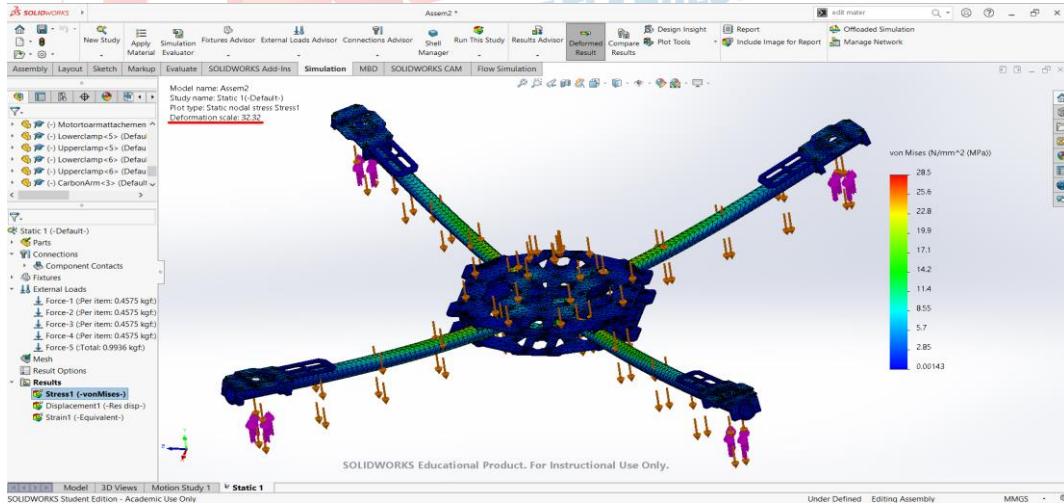 SOLIDWORKS
Assem2 *
edit mater
New Study
Apply Material
Simulation Evaluator
Fixtures Advisor
External Loads Advisor
Connections Advisor
Shell Manager
Run This Study
Results Advisor
Deformed Result
Compare Results
Design Insight
Plot Tools
Report
Include Image for Report
Offloaded Simulation
Manage Network
Assembly Layout Sketch Markup Evaluate SOLIDWORKS Add-Ins Simulation MBD SOLIDWORKS CAM Flow Simulation
Model name: Assem2
Study name: Static 1(-Default-)
Plot type: Static nodal stress Stress1
Deformation scale: 32.32
(-) Motortoarmattachemen
(-) Lowerclamp<5> (Defau
(-) Upperclamp<5> (Defau
(-) Lowerclamp<6> (Defau
(-) Upperclamp<6> (Defau
(-) CarbonArm<3> (Default
Static 1 (-Default-)
Parts
Connections
Component Contacts
Fixtures
External Loads
Force-1 (:Per item: 0.4575 kgf:)
Force-2 (:Per item: 0.4575 kgf:)
Force-3 (:Per item: 0.4575 kgf:)
Force-4 (:Per item: 0.4575 kgf:)
Force-5 (:Total: 0.9936 kgf:)
Mesh
Result Options
Results
Stress1 (-vonMises-)
Displacement1 (-Res disp-)
Strain1 (-Equivalent-)
von Mises (N/mm^2 (MPa))
28.5
25.6
22.8
19.9
17.1
14.2
11.4
8.55
5.7
2.85
0.00143
SOLIDWORKS Educational Product. For Instructional Use Only.
Model 3D Views Motion Study 1 Static 1
SOLIDWORKS Student Edition - Academic Use Only
Under Defined Editing Assembly MMGS